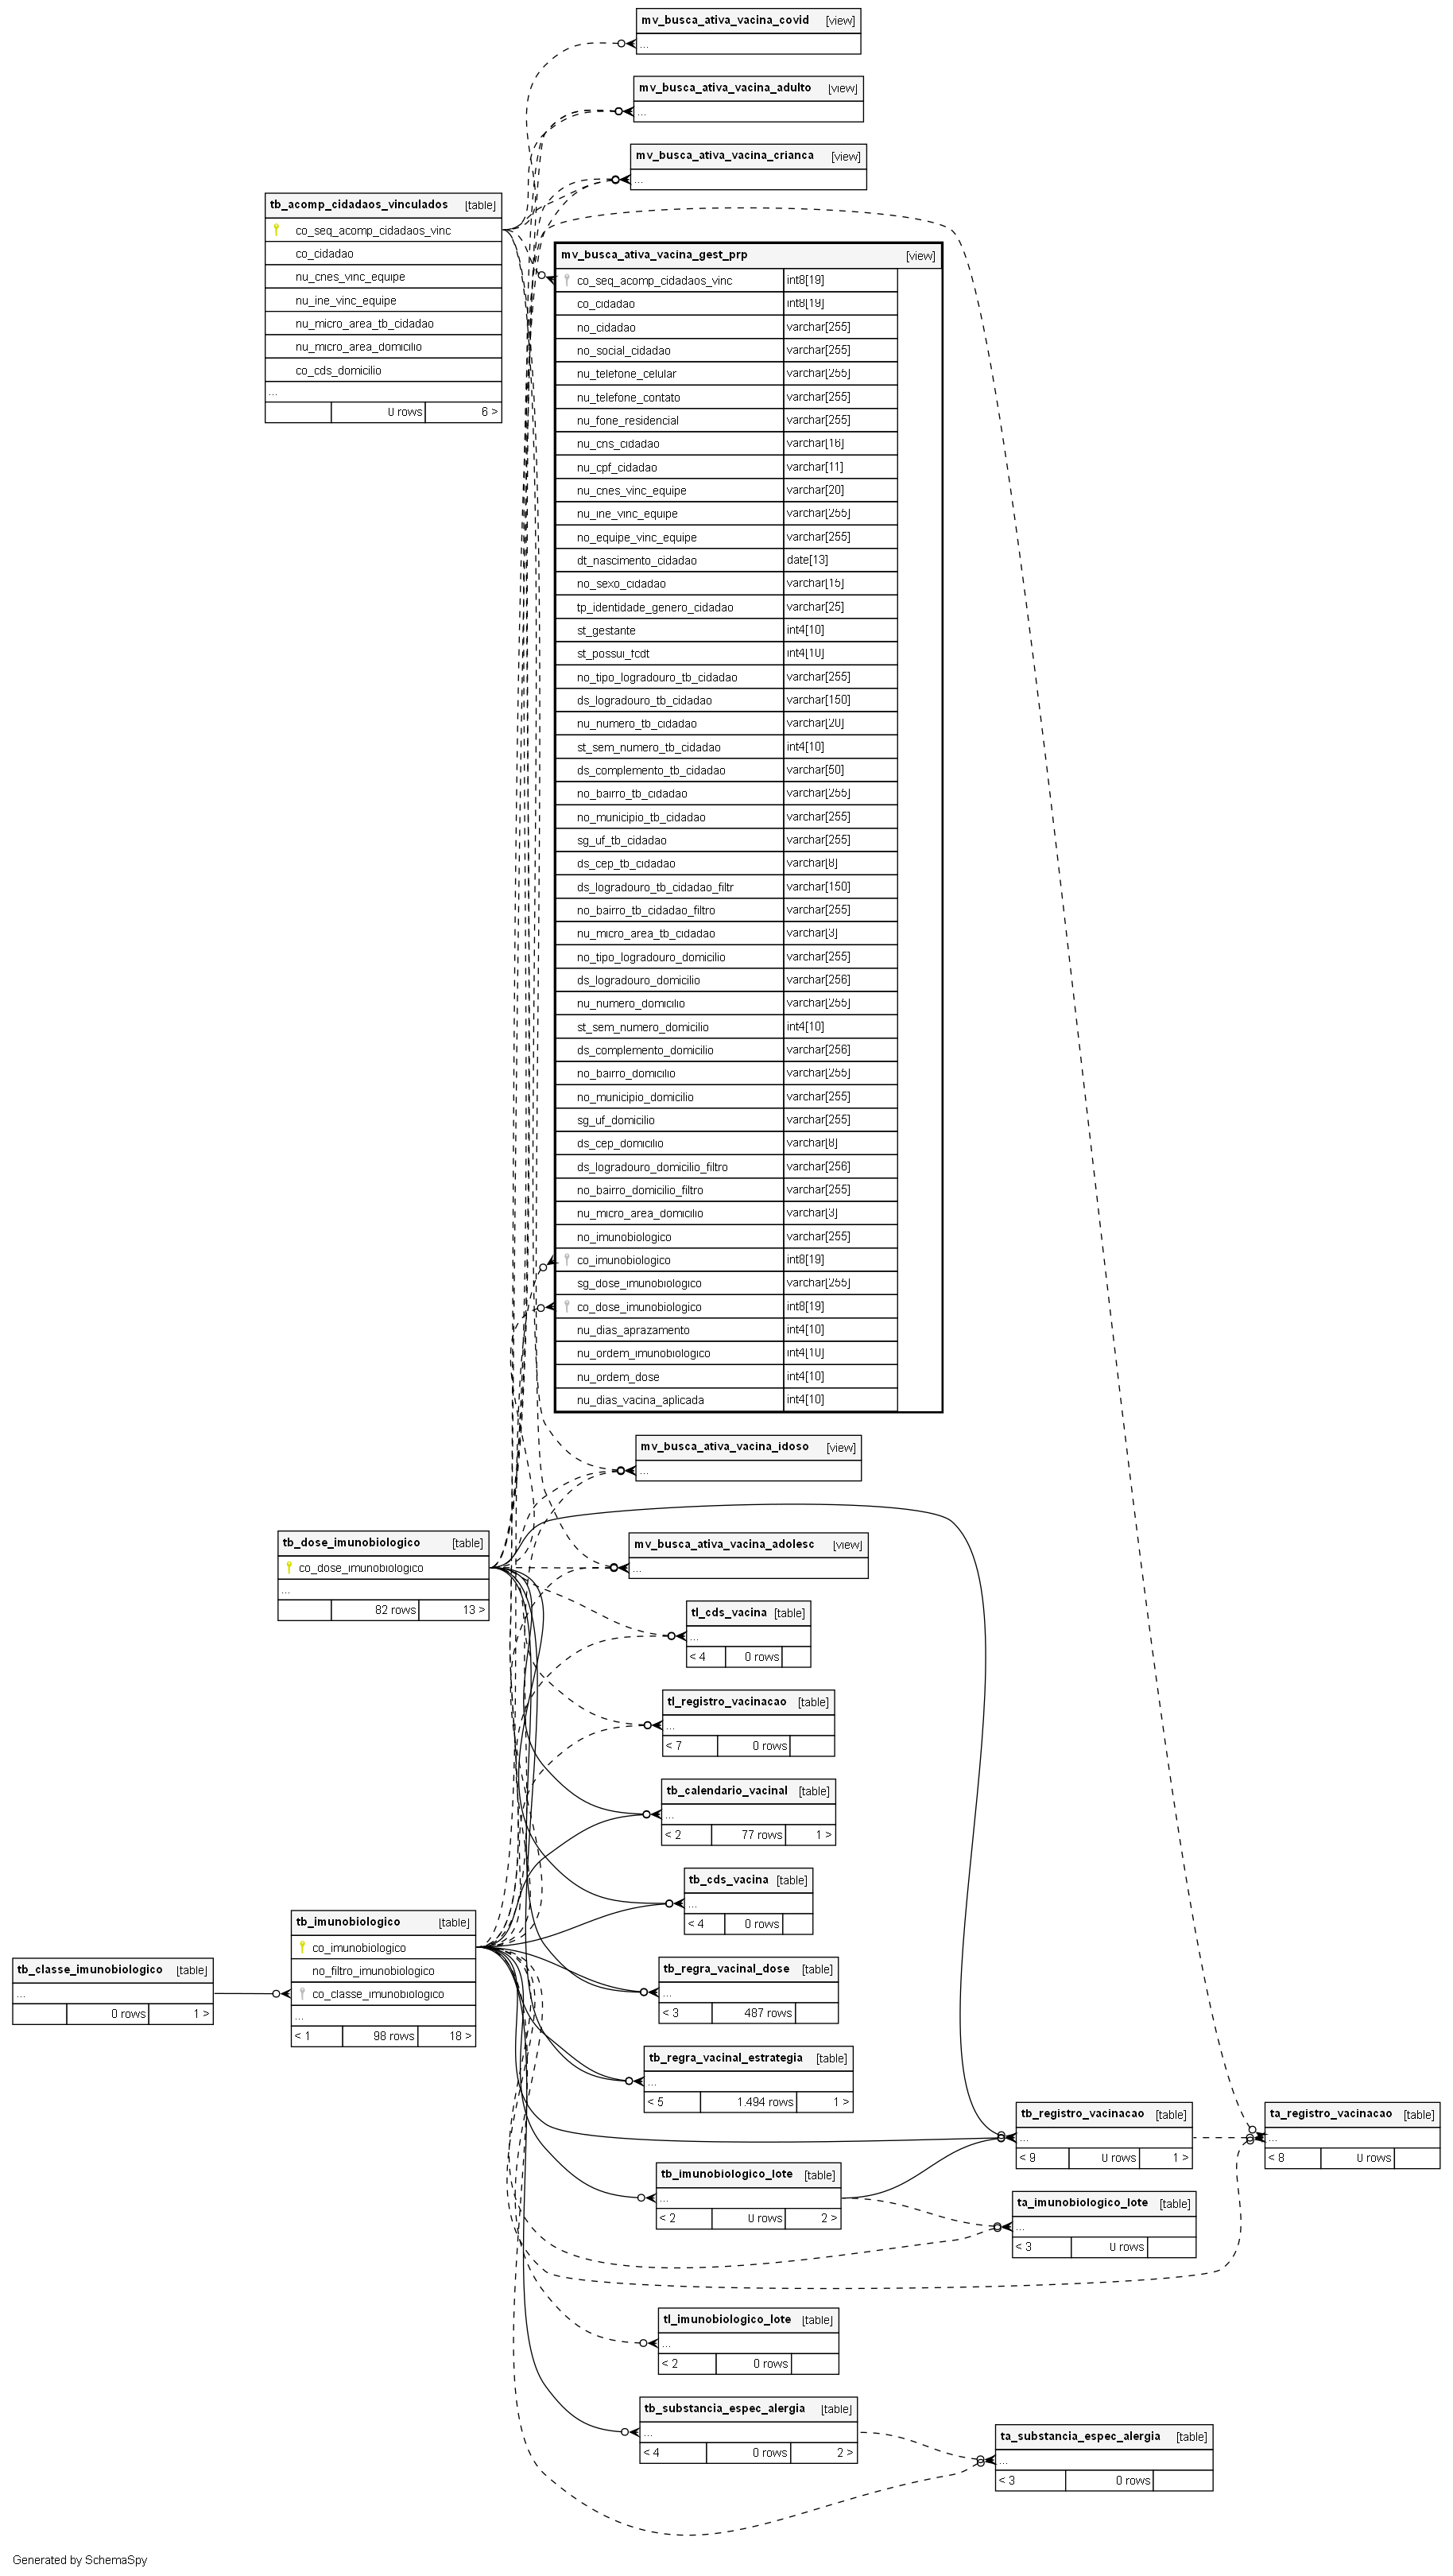 mv_busca_ativa_vacina_covid [view]
...
mv_busca_ativa_vacina_adulto [view]
...
mv_busca_ativa_vacina_crianca [view]
...
tb_acomp_cidadaos_vinculados [table]
co_seq_acomp_cidadaos_vinc
co_cidadao
nu_cnes_vinc_equipe
nu_ine_vinc_equipe
nu_micro_area_tb_cidadao
nu_micro_area_domicilio
co_cds_domicilio
...
0 rows 6 >
mv_busca_ativa_vacina_gest_prp [view]
co_seq_acomp_cidadaos_vinc int8[19]
co_cidadao int8[19]
no_cidadao varchar[255]
no_social_cidadao varchar[255]
nu_telefone_celular varchar[255]
nu_telefone_contato varchar[255]
nu_fone_residencial varchar[255]
nu_cns_cidadao varchar[16]
nu_cpf_cidadao varchar[11]
nu_cnes_vinc_equipe varchar[20]
nu_ine_vinc_equipe varchar[255]
no_equipe_vinc_equipe varchar[255]
dt_nascimento_cidadao date[13]
no_sexo_cidadao varchar[15]
tp_identidade_genero_cidadao varchar[25]
st_gestante int4[10]
st_possui_fcdt int4[10]
no_tipo_logradouro_tb_cidadao varchar[255]
ds_logradouro_tb_cidadao varchar[150]
nu_numero_tb_cidadao varchar[20]
st_sem_numero_tb_cidadao int4[10]
ds_complemento_tb_cidadao varchar[50]
no_bairro_tb_cidadao varchar[255]
no_municipio_tb_cidadao varchar[255]
sg_uf_tb_cidadao varchar[255]
ds_cep_tb_cidadao varchar[8]
ds_logradouro_tb_cidadao_filtr varchar[150]
no_bairro_tb_cidadao_filtro varchar[255]
nu_micro_area_tb_cidadao varchar[3]
no_tipo_logradouro_domicilio varchar[255]
ds_logradouro_domicilio varchar[256]
nu_numero_domicilio varchar[255]
st_sem_numero_domicilio int4[10]
ds_complemento_domicilio varchar[256]
no_bairro_domicilio varchar[255]
no_municipio_domicilio varchar[255]
sg_uf_domicilio varchar[255]
ds_cep_domicilio varchar[8]
ds_logradouro_domicilio_filtro varchar[256]
no_bairro_domicilio_filtro varchar[255]
nu_micro_area_domicilio varchar[3]
no_imunobiologico varchar[255]
co_imunobiologico int8[19]
sg_dose_imunobiologico varchar[255]
co_dose_imunobiologico int8[19]
nu_dias_aprazamento int4[10]
nu_ordem_imunobiologico int4[10]
nu_ordem_dose int4[10]
nu_dias_vacina_aplicada int4[10]
mv_busca_ativa_vacina_idoso [view]
...
tb_dose_imunobiologico [table]
co_dose_imunobiologico
...
82 rows 13 >
mv_busca_ativa_vacina_adolesc [view]
...
tl_cds_vacina [table]
...
< 4 0 rows
tl_registro_vacinacao [table]
...
< 7 0 rows
tb_calendario_vacinal [table]
...
< 2 77 rows 1 >
tb_cds_vacina [table]
...
< 4 0 rows
tb_imunobiologico [table]
co_imunobiologico
no_filtro_imunobiologico
co_classe_imunobiologico
...
< 1 98 rows 18 >
tb_classe_imunobiologico [table]
...
0 rows 1 >
tb_regra_vacinal_dose [table]
...
< 3 487 rows
tb_regra_vacinal_estrategia [table]
...
< 5 1.494 rows 1 >
tb_registro_vacinacao [table]
...
< 9 0 rows 1 >
ta_registro_vacinacao [table]
...
< 8 0 rows
tb_imunobiologico_lote [table]
...
< 2 0 rows 2 >
ta_imunobiologico_lote [table]
...
< 3 0 rows
tl_imunobiologico_lote [table]
...
< 2 0 rows
tb_substancia_espec_alergia [table]
...
< 4 0 rows 2 >
ta_substancia_espec_alergia [table]
...
< 3 0 rows
Generated by SchemaSpy